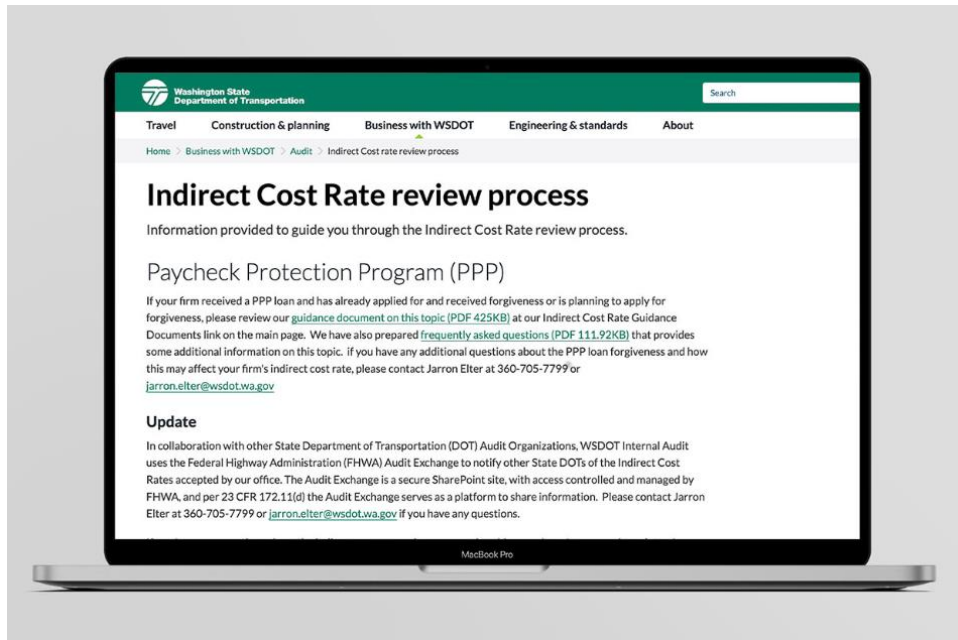 Washington State
Department of Transportation
Search
Travel Construction & planning Business with WSDOT Engineering & standards About
Home > Business with WSDOT > Audit > Indirect Cost rate review process
Indirect Cost Rate review process
Information provided to guide you through the Indirect Cost Rate review process.
Paycheck Protection Program (PPP)
If your firm received a PPP loan and has already applied for and received forgiveness or is planning to apply for
forgiveness, please review our guidance document on this topic (PDF 425KB) at our Indirect Cost Rate Guidance
Documents link on the main page. We have also prepared frequently asked questions (PDF 111.92KB) that provides
some additional information on this topic. if you have any additional questions about the PPP loan forgiveness and how
this may affect your firm's indirect cost rate, please contact Jarron Elter at 360-705-7799 or
jarron.elter@wsdot.wa.gov
Update
In collaboration with other State Department of Transportation (DOT) Audit Organizations, WSDOT Internal Audit
uses the Federal Highway Administration (FHWA) Audit Exchange to notify other State DOTs of the Indirect Cost
Rates accepted by our office. The Audit Exchange is a secure SharePoint site, with access controlled and managed by
FHWA, and per 23 CFR 172.11(d) the Audit Exchange serves as a platform to share information. Please contact Jarron
Elter at 360-705-7799 or jarron.elter@wsdot.wa.gov if you have any questions.
MacBook Pro